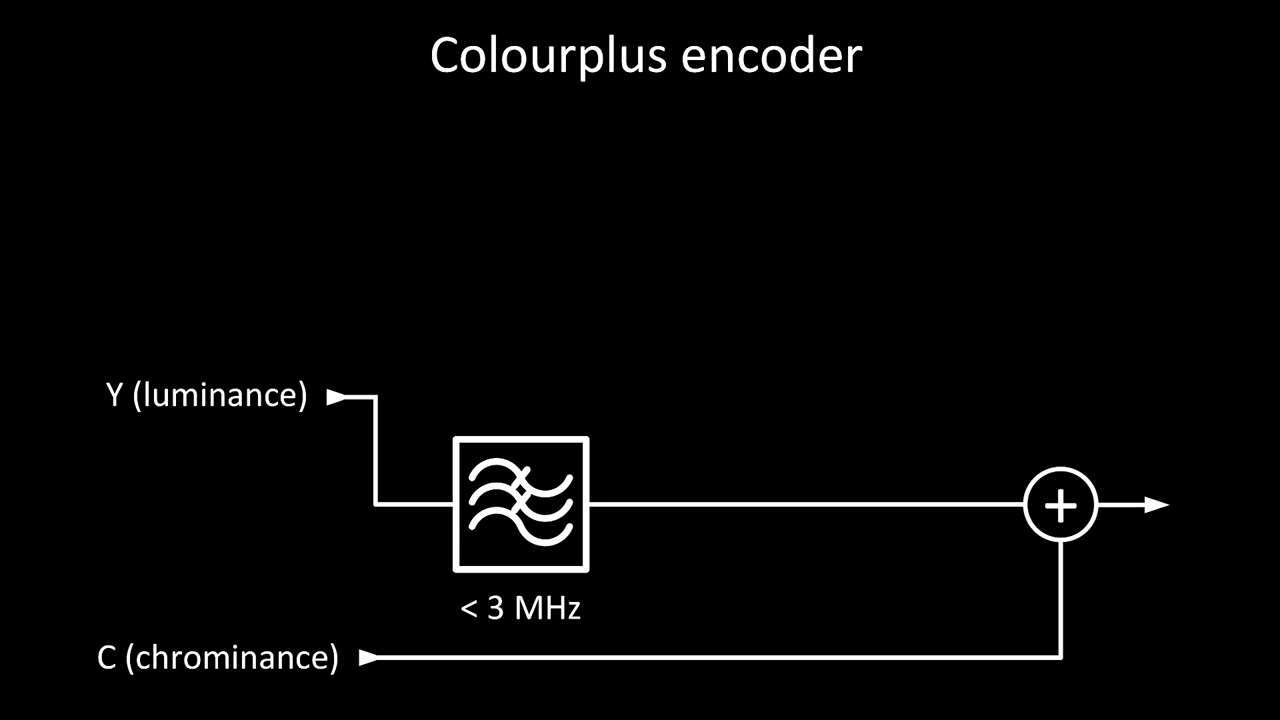 Colourplus encoder
Y (luminance)
+
< 3 MHz
C (chrominance)